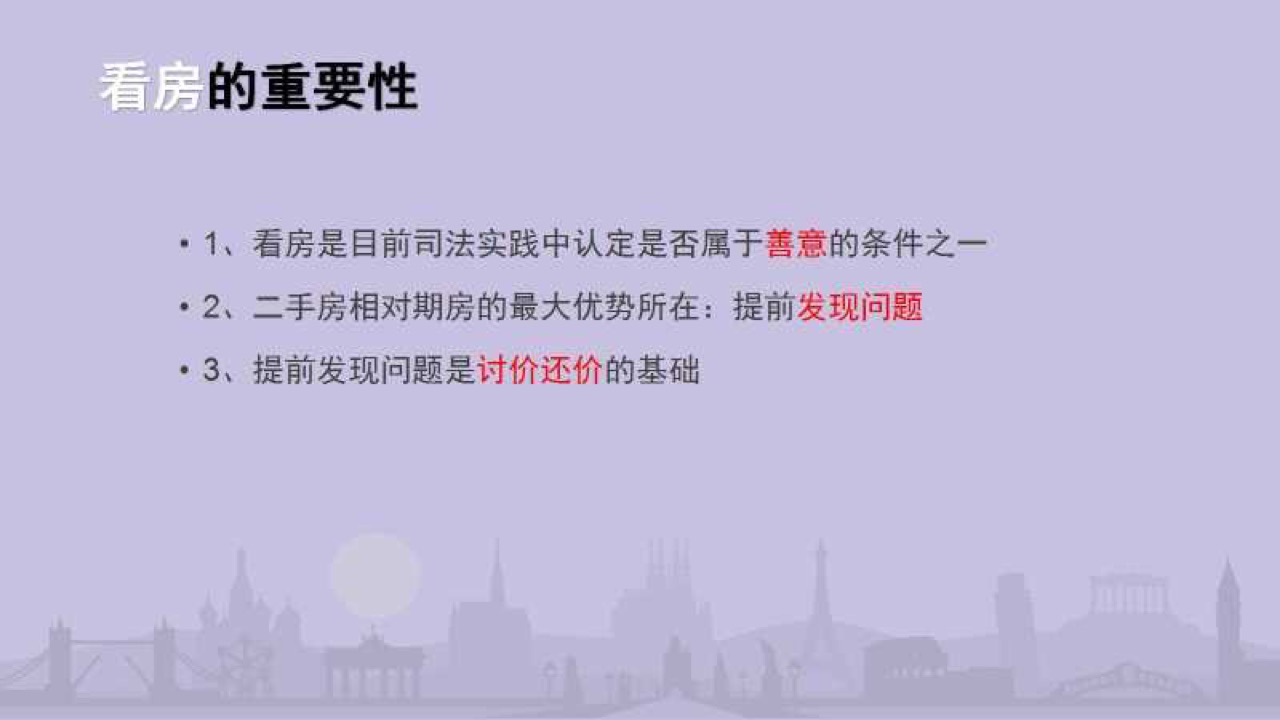 看房的重要性
• 1、看房是目前司法实践中认定是否属于善意的条件之一
• 2、二手房相对期房的最大优势所在：提前发现问题
• 3、提前发现问题是讨价还价的基础